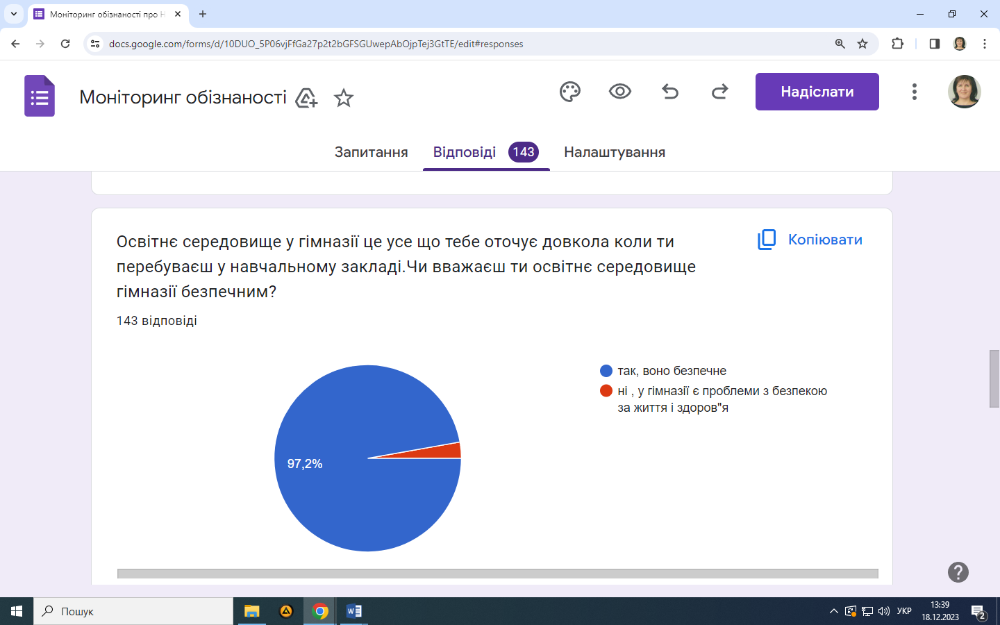 Моніторинг обізнаності про Н
docs.google.com/forms/d/10DUO_5P06vjFfGa27p2t2bGFSGUwepAbOjpTej3GtTE/edit#responses
Моніторинг обізнаності
Надіслати
Запитання
Відповіді 143
Налаштування
Освітнє середовище у гімназії це усе що тебе оточує довкола коли ти
перебуваєш у навчальному закладі.Чи вважаєш ти освітнє середовище
гімназії безпечним?
Копіювати
143 відповіді
97,2%
так, воно безпечне
ні , у гімназії є проблеми з безпекою
за життя і здоров"я
Пошук
УКР
13:39
18.12.2023
2